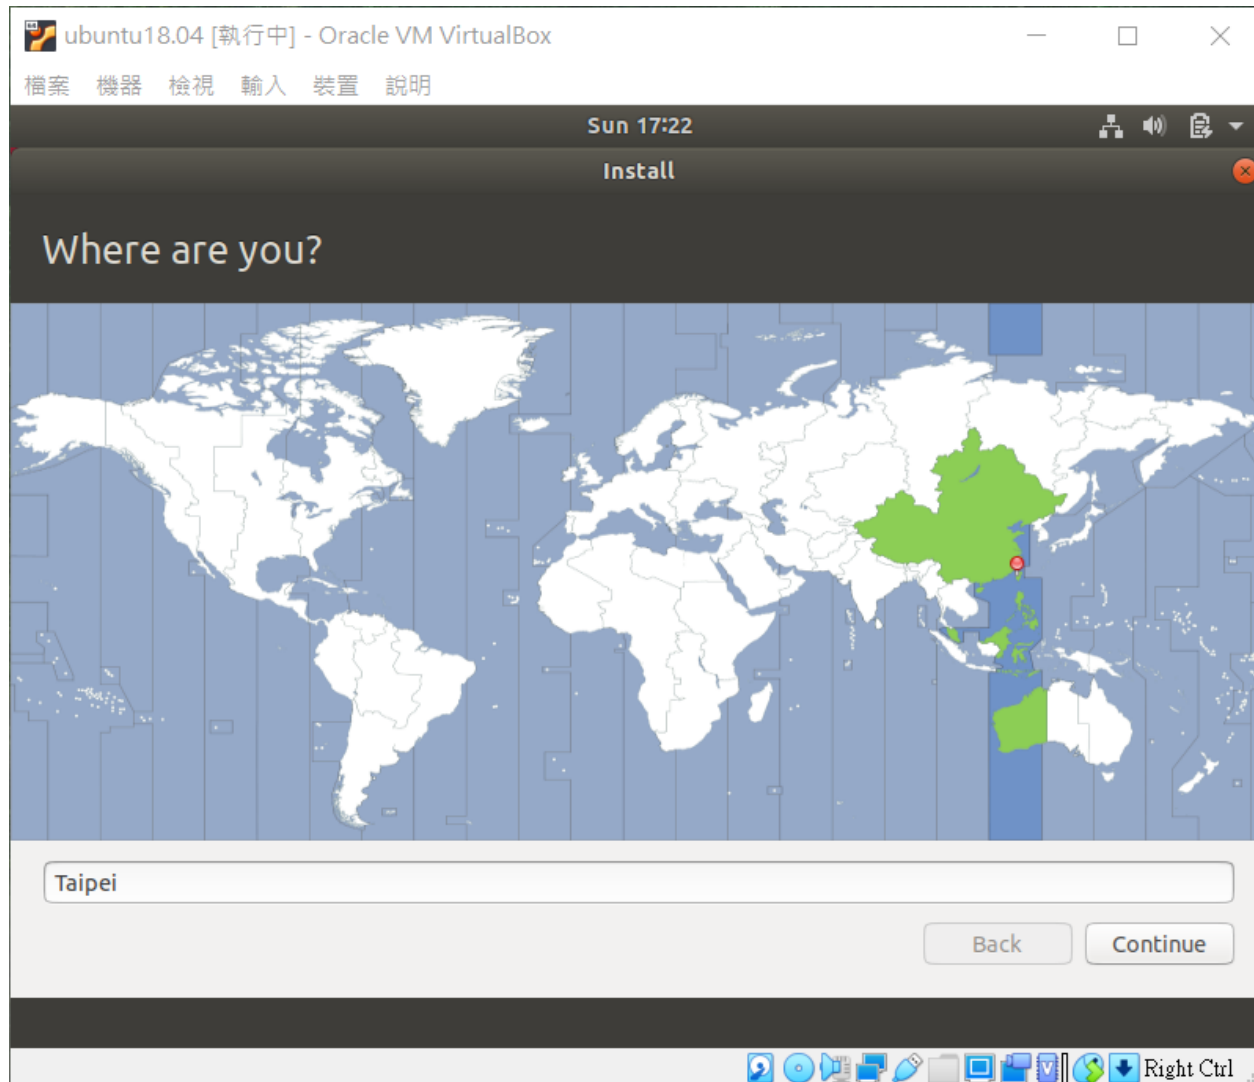 ubuntu18.04 [執行中] - Oracle VM VirtualBox
檔案 機器 檢視 輸入 裝置 說明
Sun 17:22
Install
Where are you?
Taipei
Back Continue
Right Ctrl